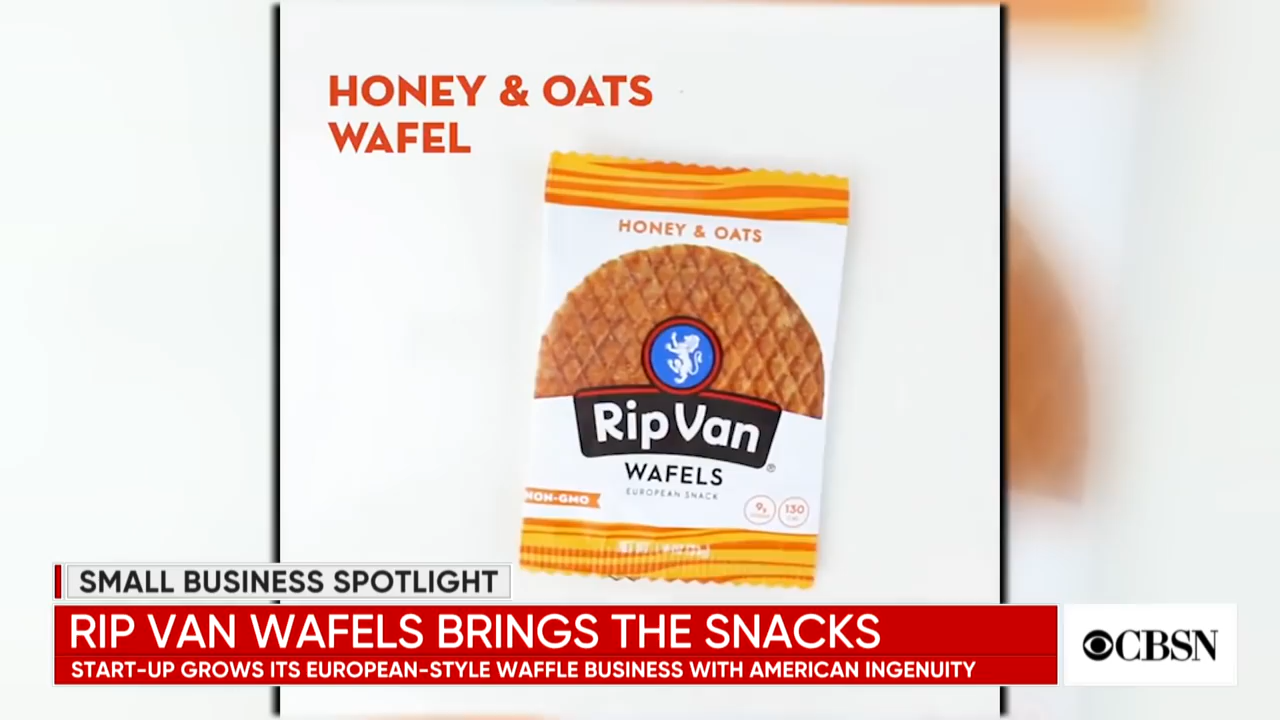 HONEY & OATS
WAFEL
HONEY & OATS
Rip Van
®
WAFELS
EUROPEAN SNACK
NON-GMO
130
SMALL BUSINESS SPOTLIGHT
RIP VAN WAFELS BRINGS THE SNACKS
START-UP GROWS ITS EUROPEAN-STYLE WAFFLE BUSINESS WITH AMERICAN INGENUITY
CBSN